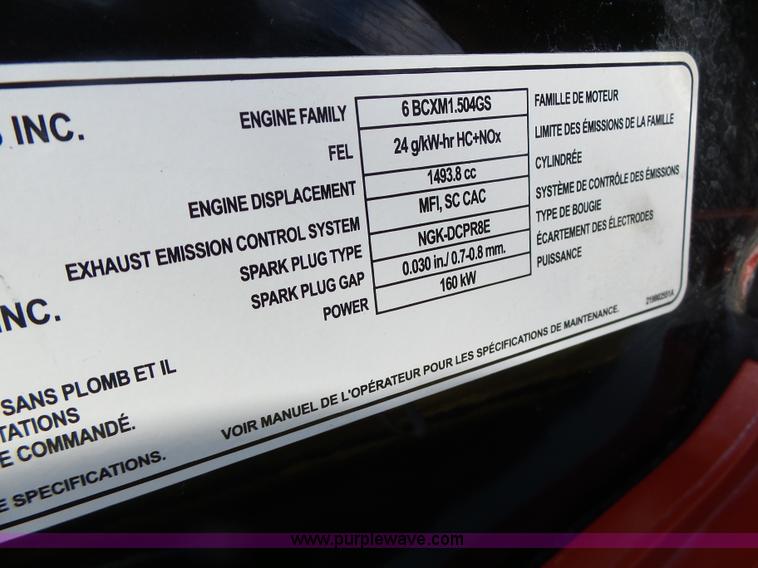 INC.
ENGINE FAMILY 6 BCXM1.504GS FAMILLE DE MOTEUR
FEL 24 g/kW-hr HC+NOx LIMITE DES ÉMISSIONS DE LA FAMILLE
ENGINE DISPLACEMENT 1493.8 cc CYLINDRÉE
EXHAUST EMISSION CONTROL SYSTEM MFI, SC CAC SYSTÈME DE CONTRÔLE DES ÉMISSIONS
SPARK PLUG TYPE NGK-DCPR8E TYPE DE BOUGIE
SPARK PLUG GAP 0.030 in./ 0.7-0.8 mm. ÉCARTEMENT DES ÉLECTRODES
POWER 160 kW PUISSANCE
INC.
219902591A
SANS PLOMB ET IL
TATIONS
E COMMANDÉ.
VOIR MANUEL DE L'OPÉRATEUR POUR LES SPÉCIFICATIONS DE MAINTENANCE.
E SPECIFICATIONS.
www.purplewave.com